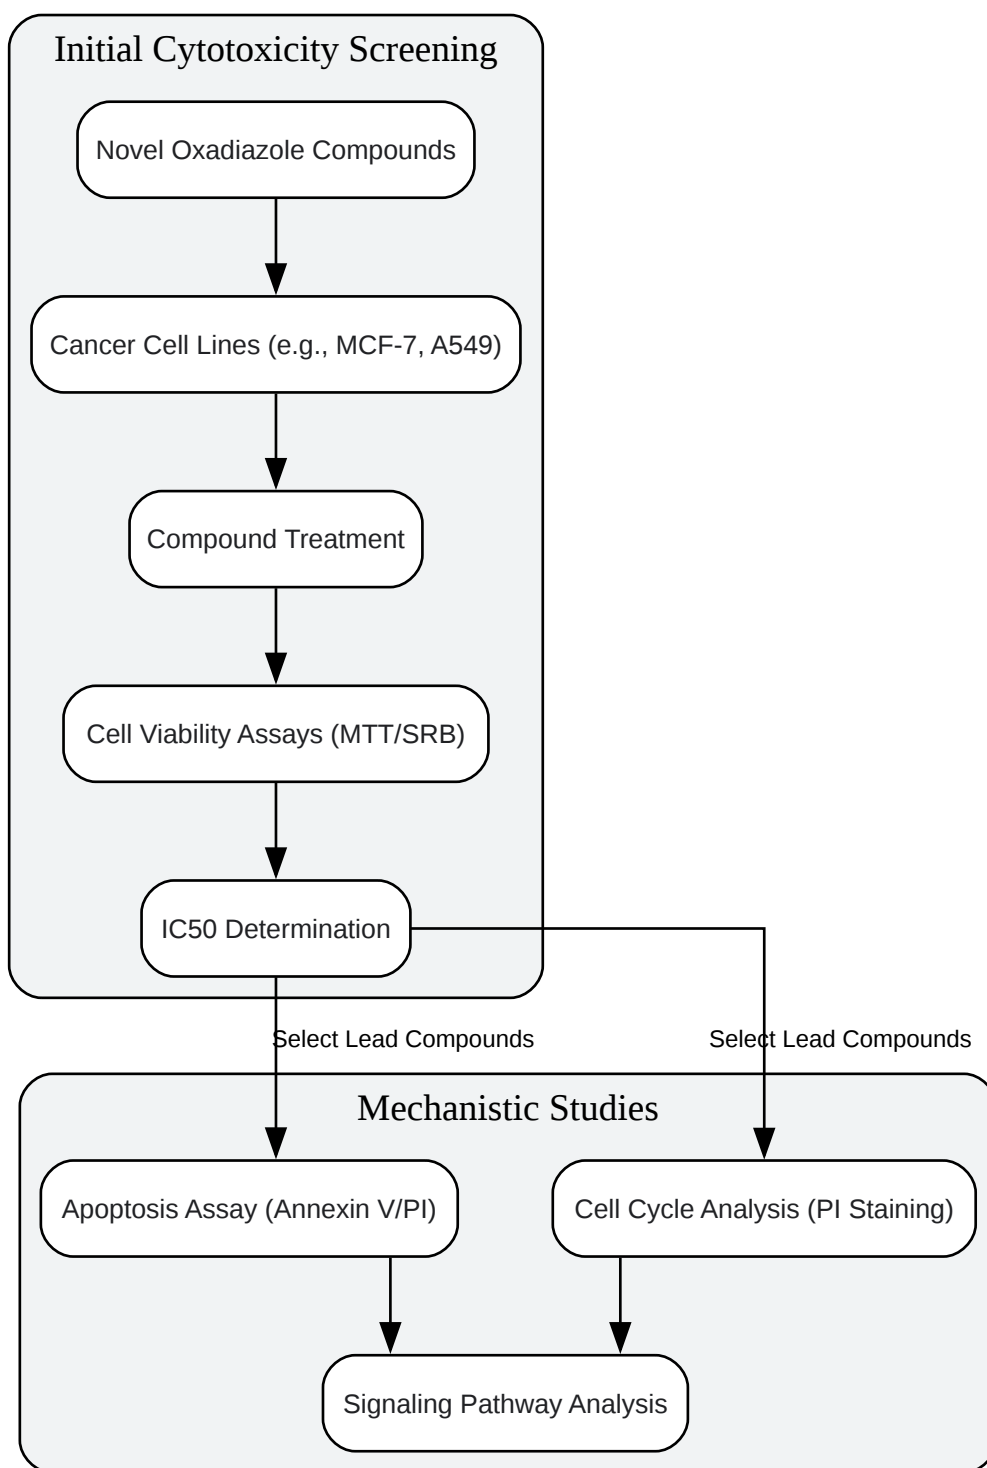 Initial Cytotoxicity Screening
Novel Oxadiazole Compounds
Cancer Cell Lines (e.g., MCF-7, A549)
Compound Treatment
Cell Viability Assays (MTT/SRB)
IC50 Determination
Select Lead Compounds
Select Lead Compounds
Mechanistic Studies
Apoptosis Assay (Annexin V/PI)
Cell Cycle Analysis (PI Staining)
Signaling Pathway Analysis